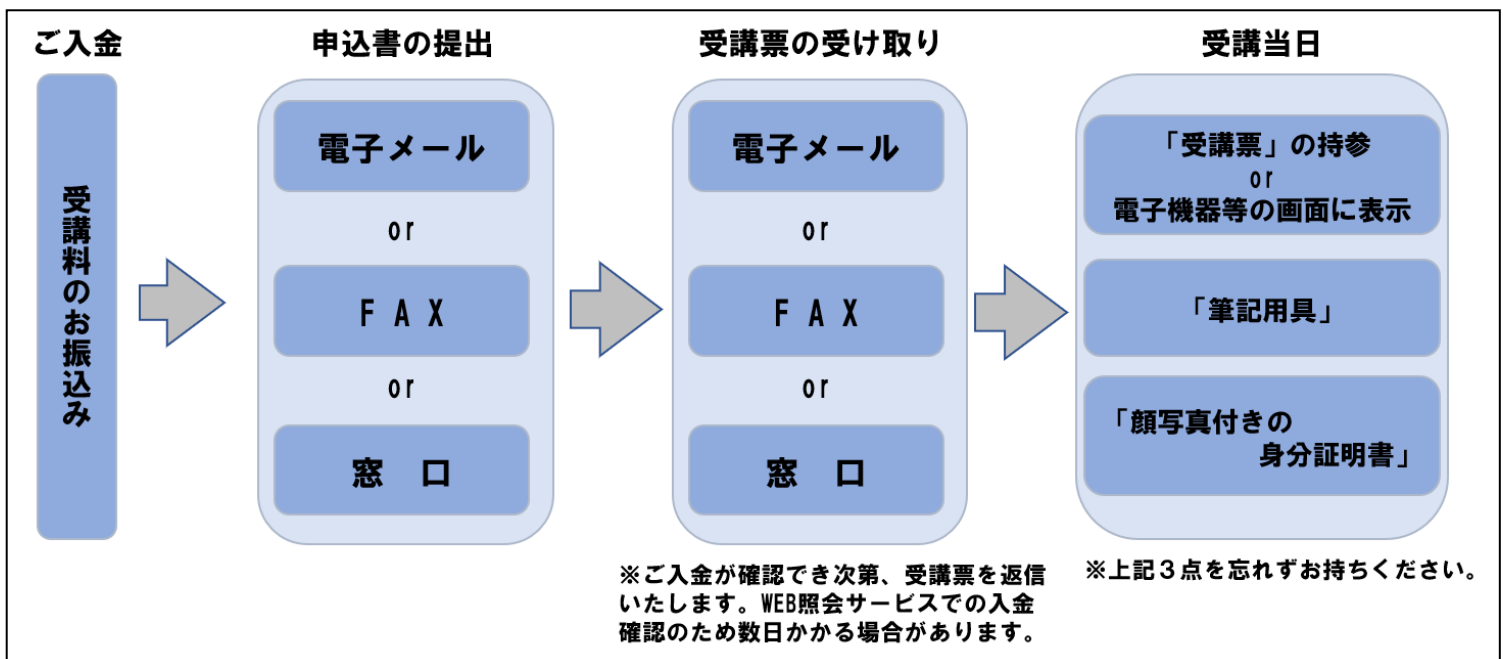 ご入金
受講料のお振込み
申込書の提出
電子メール
or
ＦＡＸ
or
窓　口
受講票の受け取り
電子メール
or
ＦＡＸ
or
窓　口
※ご入金が確認でき次第、受講票を返信
いたします。WEB照会サービスでの入金
確認のため数日かかる場合があります。
受講当日
「受講票」の持参
or
電子機器等の画面に表示
「筆記用具」
「顔写真付きの
身分証明書」
※上記３点を忘れずお持ちください。